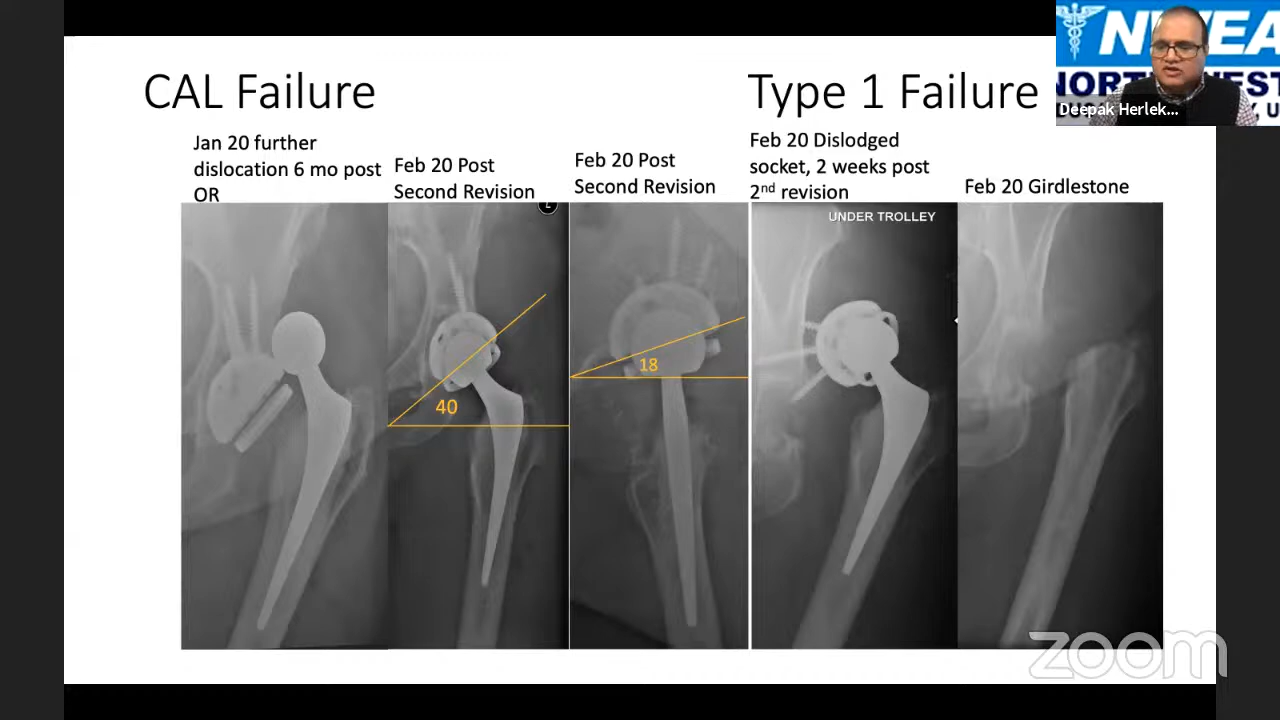 CAL Failure
Type 1 Failure
Jan 20 further
dislocation 6 mo post
OR
Feb 20 Post
Second Revision
Feb 20 Post
Second Revision
Feb 20 Dislodged
socket, 2 weeks post
2nd revision
Feb 20 Girdlestone
UNDER TROLLEY
40
18
Deepak Herlek...
zoom